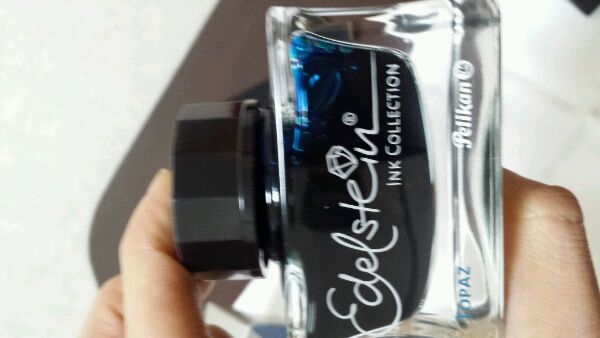 Edelstein®
INK COLLECTION
Pelikan
TOPAZ